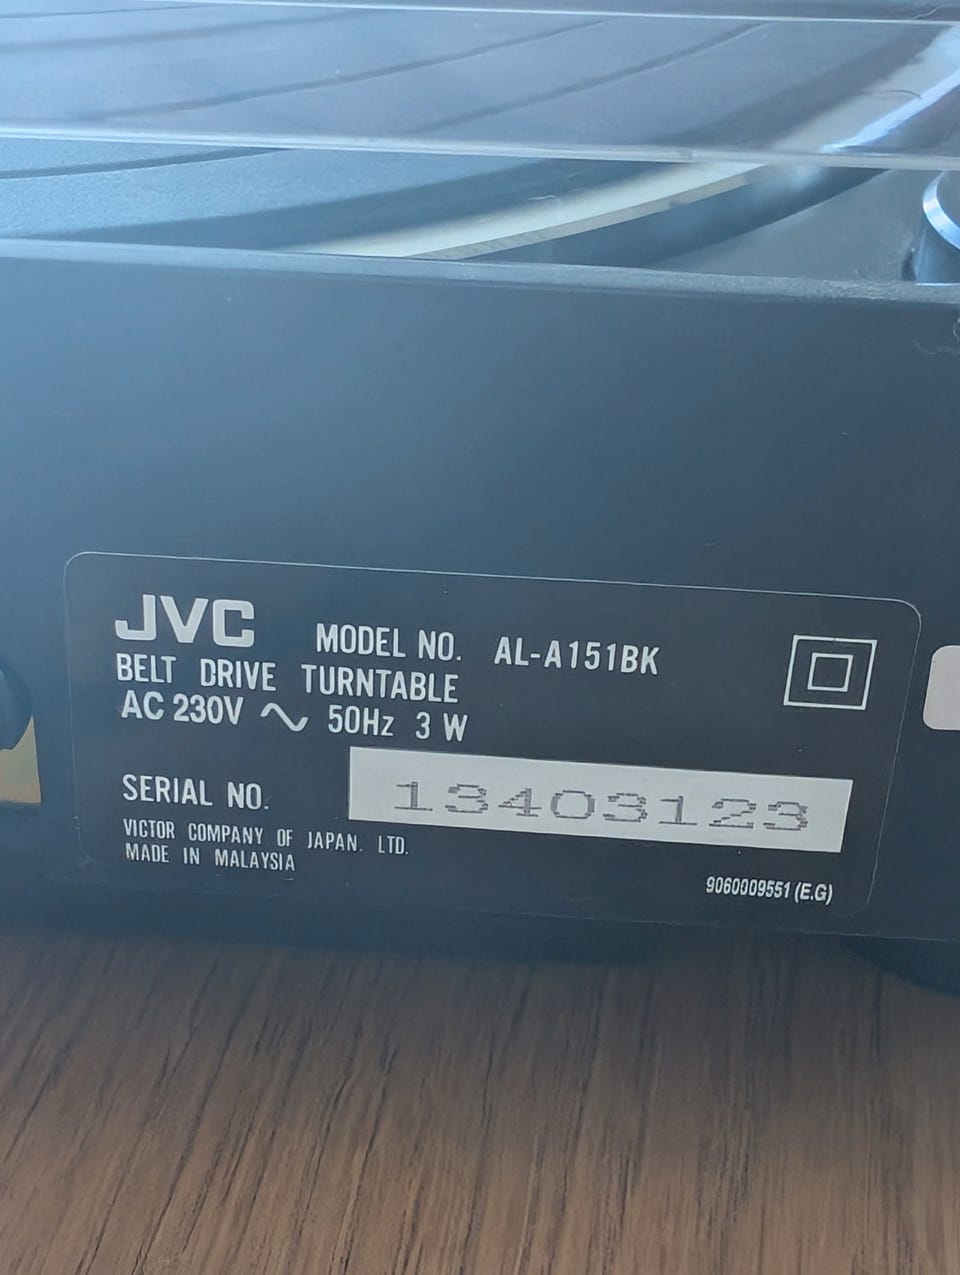 JVC MODEL NO. AL-A151BK
BELT DRIVE TURNTABLE
AC 230V ∿ 50Hz 3 W
SERIAL NO. 13403123
VICTOR COMPANY OF JAPAN. LTD.
MADE IN MALAYSIA
9060009551 (E.G)